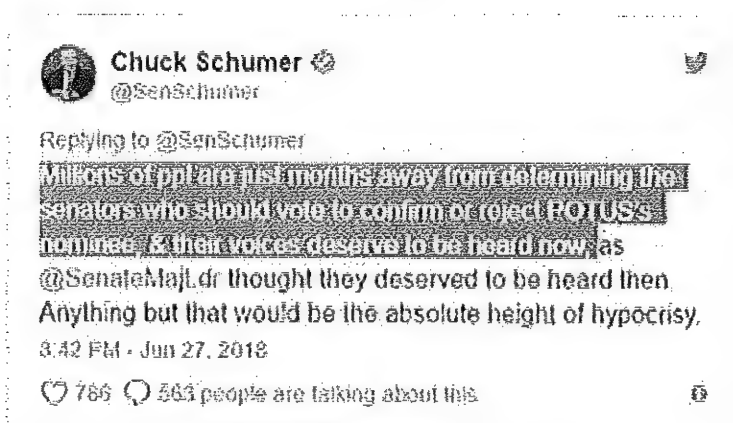 Chuck Schumer
@SenSchumer
Replying to @SenSchumer
Millions of ppl are just months away from determining the
senators who should vote to confirm or reject POTUS's
nominee, & their voices deserve to be heard now, as
@SenateMajLdr thought they deserved to be heard then.
Anything but that would be the absolute height of hypocrisy.
3:42 PM - Jun 27, 2018
786 563 people are talking about this